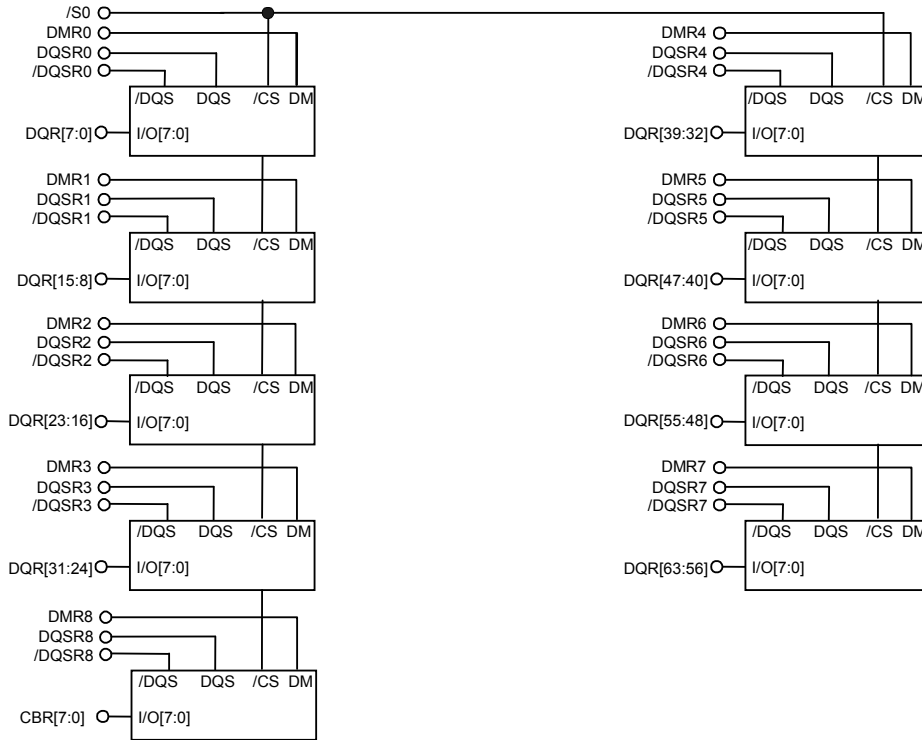 /S0
DMR0
DQSR0
/DQSR0
/DQS DQS /CS DM
DQR[7:0] I/O[7:0]
DMR1
DQSR1
/DQSR1
/DQS DQS /CS DM
DQR[15:8] I/O[7:0]
DMR2
DQSR2
/DQSR2
/DQS DQS /CS DM
DQR[23:16] I/O[7:0]
DMR3
DQSR3
/DQSR3
/DQS DQS /CS DM
DQR[31:24] I/O[7:0]
DMR8
DQSR8
/DQSR8
/DQS DQS /CS DM
CBR[7:0] I/O[7:0]
DMR4
DQSR4
/DQSR4
/DQS DQS /CS DM
DQR[39:32] I/O[7:0]
DMR5
DQSR5
/DQSR5
/DQS DQS /CS DM
DQR[47:40] I/O[7:0]
DMR6
DQSR6
/DQSR6
/DQS DQS /CS DM
DQR[55:48] I/O[7:0]
DMR7
DQSR7
/DQSR7
/DQS DQS /CS DM
DQR[63:56] I/O[7:0]